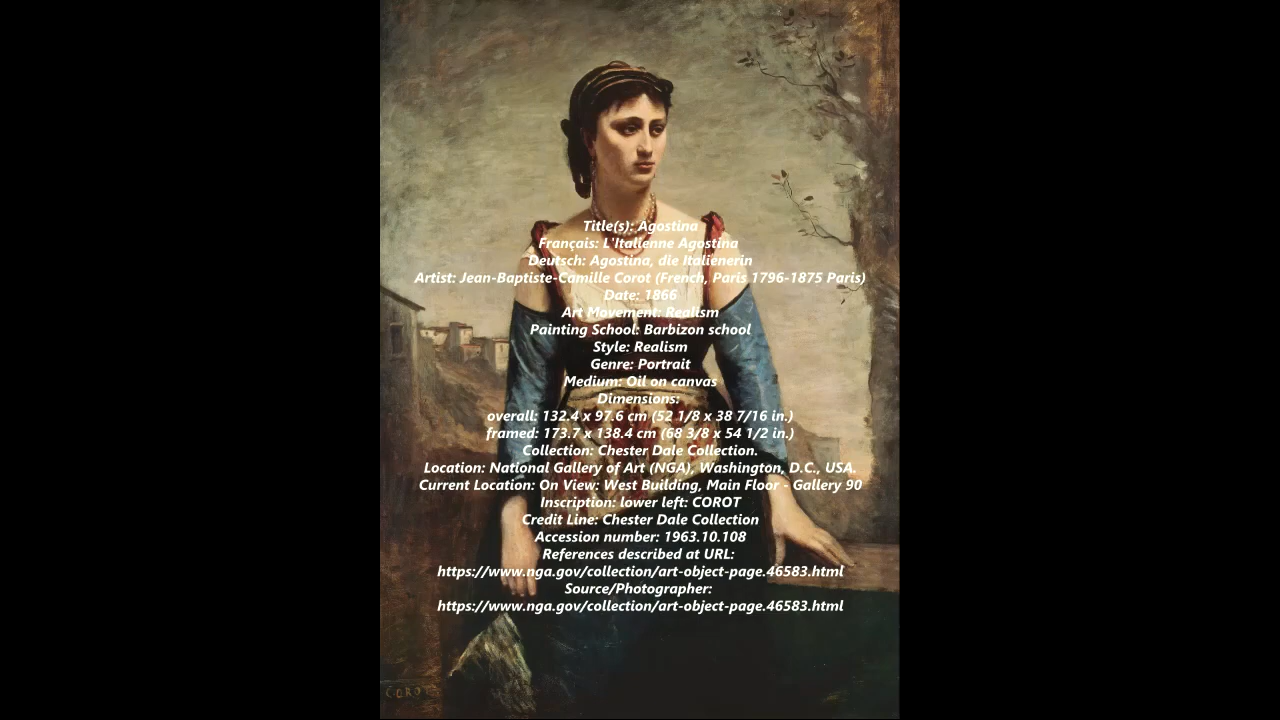 Title(s): Agostina
Français: L'Italienne Agostina
Deutsch: Agostina, die Italienerin
Artist: Jean-Baptiste-Camille Corot (French, Paris 1796-1875 Paris)
Date: 1866
Art Movement: Realism
Painting School: Barbizon school
Style: Realism
Genre: Portrait
Medium: Oil on canvas
Dimensions:
overall: 132.4 x 97.6 cm (52 1/8 x 38 7/16 in.)
framed: 173.7 x 138.4 cm (68 3/8 x 54 1/2 in.)
Collection: Chester Dale Collection.
Location: National Gallery of Art (NGA), Washington, D.C., USA.
Current Location: On View: West Building, Main Floor - Gallery 90
Inscription: lower left: COROT
Credit Line: Chester Dale Collection
Accession number: 1963.10.108
References described at URL:
https://www.nga.gov/collection/art-object-page.46583.html
Source/Photographer:
https://www.nga.gov/collection/art-object-page.46583.html
COROT